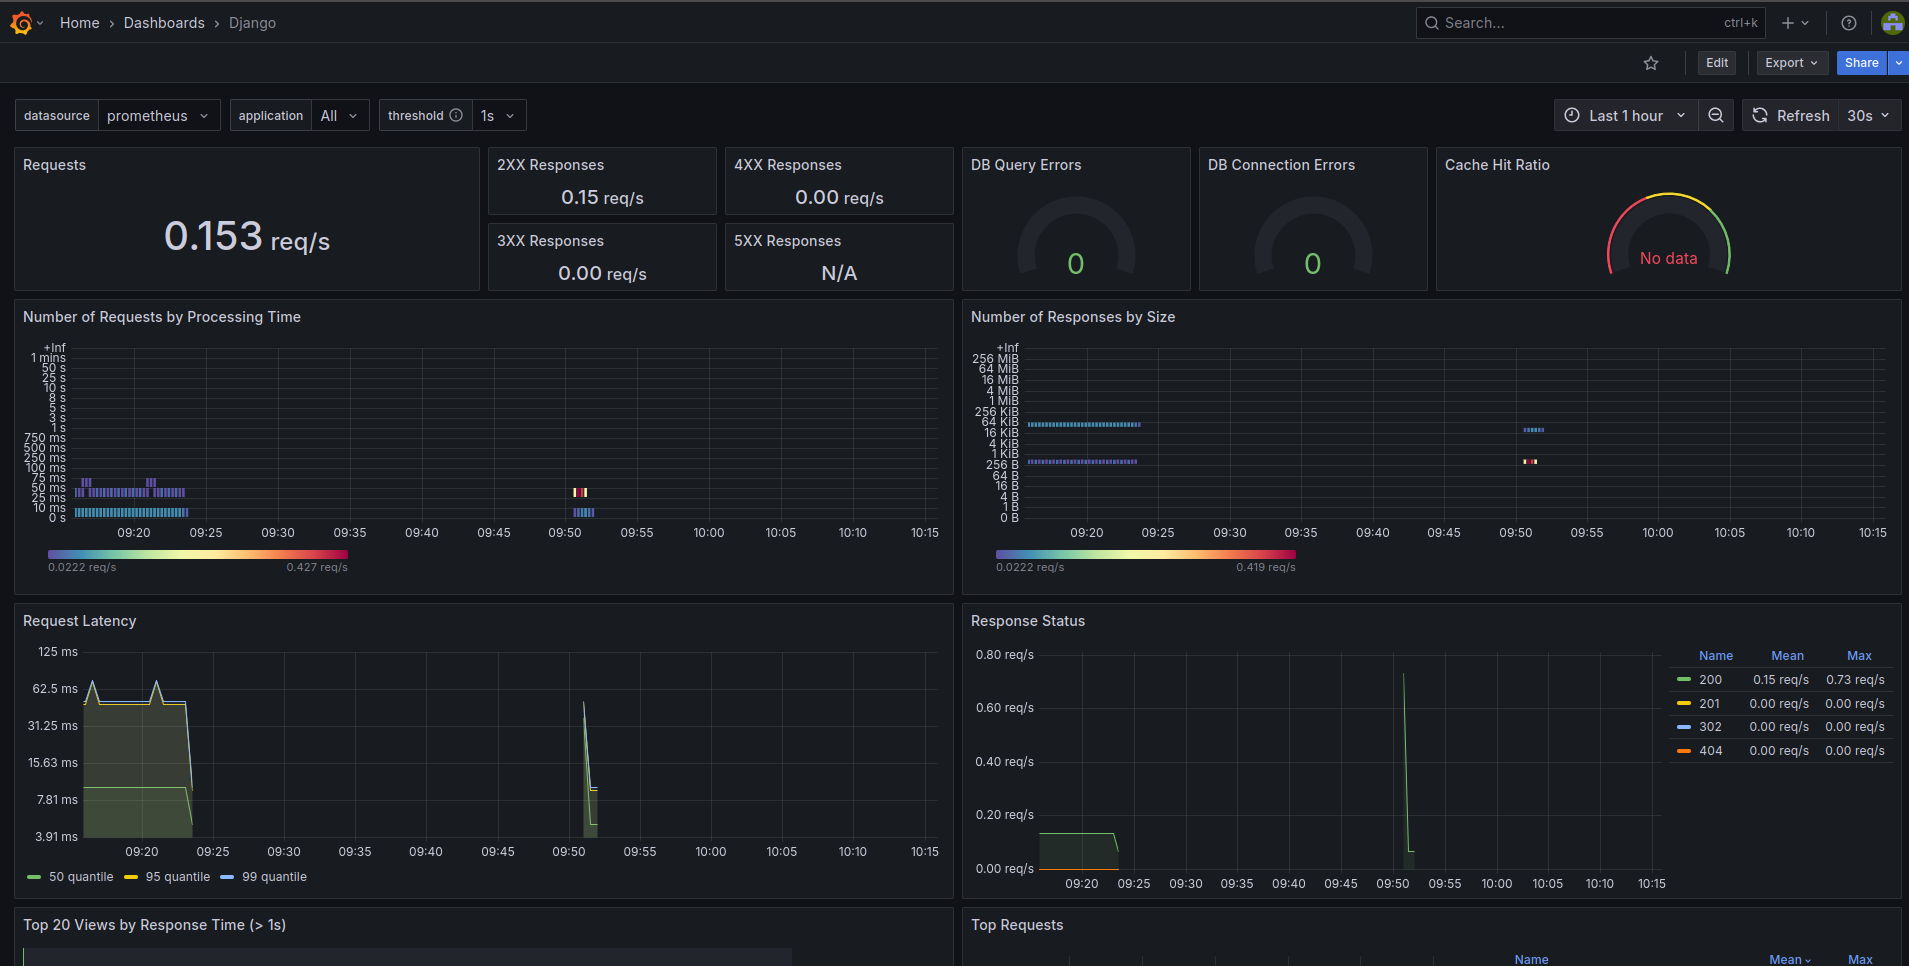 Home › Dashboards › Django
Search... ctrl+k
Edit Export Share
datasource prometheus application All threshold 1s
Last 1 hour Refresh 30s
Requests
0.153 req/s
2XX Responses
0.15 req/s
4XX Responses
0.00 req/s
3XX Responses
0.00 req/s
5XX Responses
N/A
DB Query Errors
0
DB Connection Errors
0
Cache Hit Ratio
No data
Number of Requests by Processing Time
+Inf
1 mins
50 s
25 s
10 s
8 s
5 s
3 s
1 s
750 ms
500 ms
250 ms
100 ms
75 ms
50 ms
25 ms
10 ms
0 s
09:20 09:25 09:30 09:35 09:40 09:45 09:50 09:55 10:00 10:05 10:10 10:15
0.0222 req/s 0.427 req/s
Number of Responses by Size
+Inf
256 MiB
64 MiB
16 MiB
4 MiB
1 MiB
256 KiB
64 KiB
16 KiB
4 KiB
1 KiB
256 B
64 B
16 B
4 B
1 B
0 B
09:20 09:25 09:30 09:35 09:40 09:45 09:50 09:55 10:00 10:05 10:10 10:15
0.0222 req/s 0.419 req/s
Request Latency
125 ms
62.5 ms
31.25 ms
15.63 ms
7.81 ms
3.91 ms
09:20 09:25 09:30 09:35 09:40 09:45 09:50 09:55 10:00 10:05 10:10 10:15
50 quantile 95 quantile 99 quantile
Response Status
0.80 req/s
0.60 req/s
0.40 req/s
0.20 req/s
0.00 req/s
09:20 09:25 09:30 09:35 09:40 09:45 09:50 09:55 10:00 10:05 10:10 10:15
Name Mean Max
200 0.15 req/s 0.73 req/s
201 0.00 req/s 0.00 req/s
302 0.00 req/s 0.00 req/s
404 0.00 req/s 0.00 req/s
Top 20 Views by Response Time (> 1s)
Top Requests
Name Mean Max